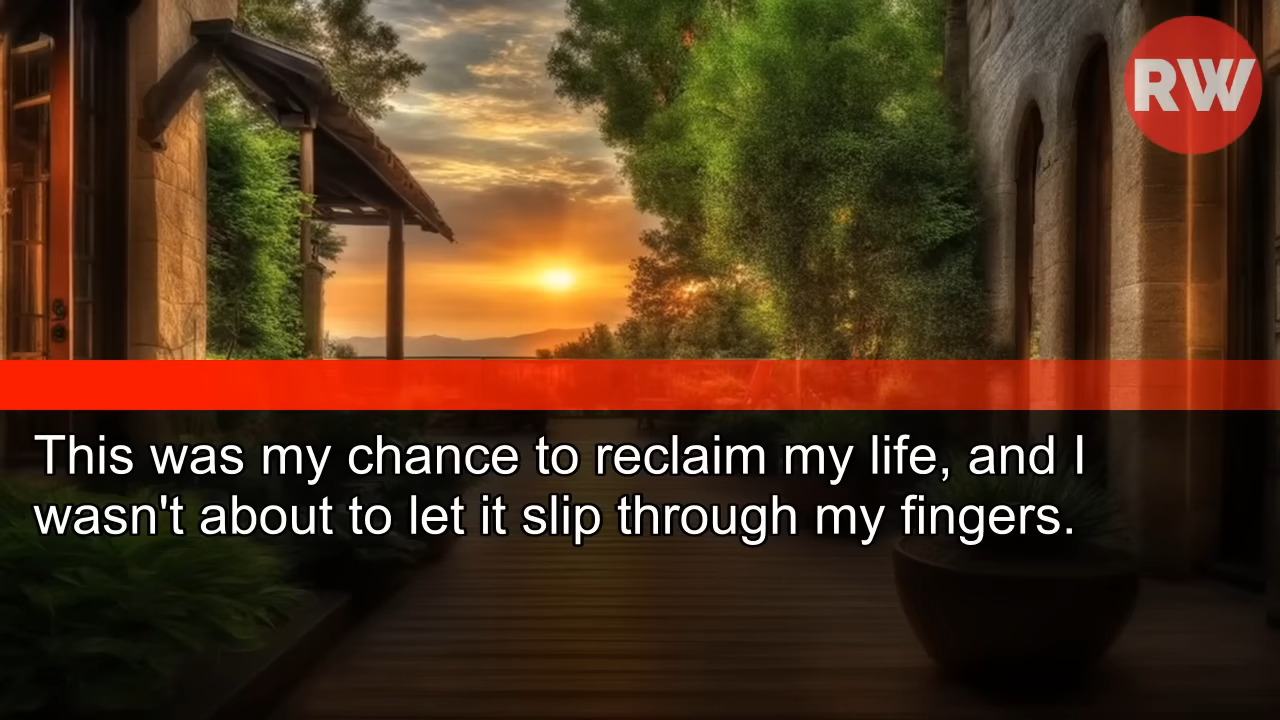 RW
This was my chance to reclaim my life, and I
wasn't about to let it slip through my fingers.